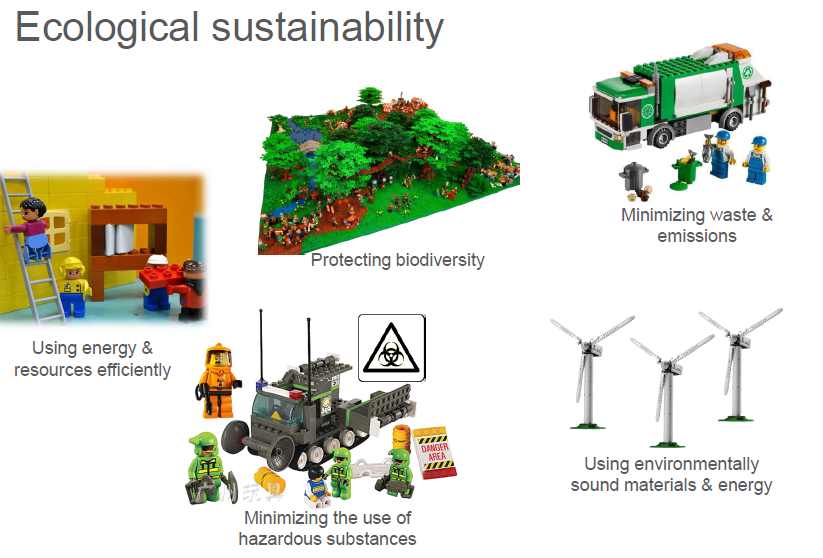 Ecological sustainability
Protecting biodiversity
Minimizing waste &
emissions
Using energy &
resources efficiently
DANGER
AREA
Minimizing the use of
hazardous substances
Using environmentally
sound materials & energy